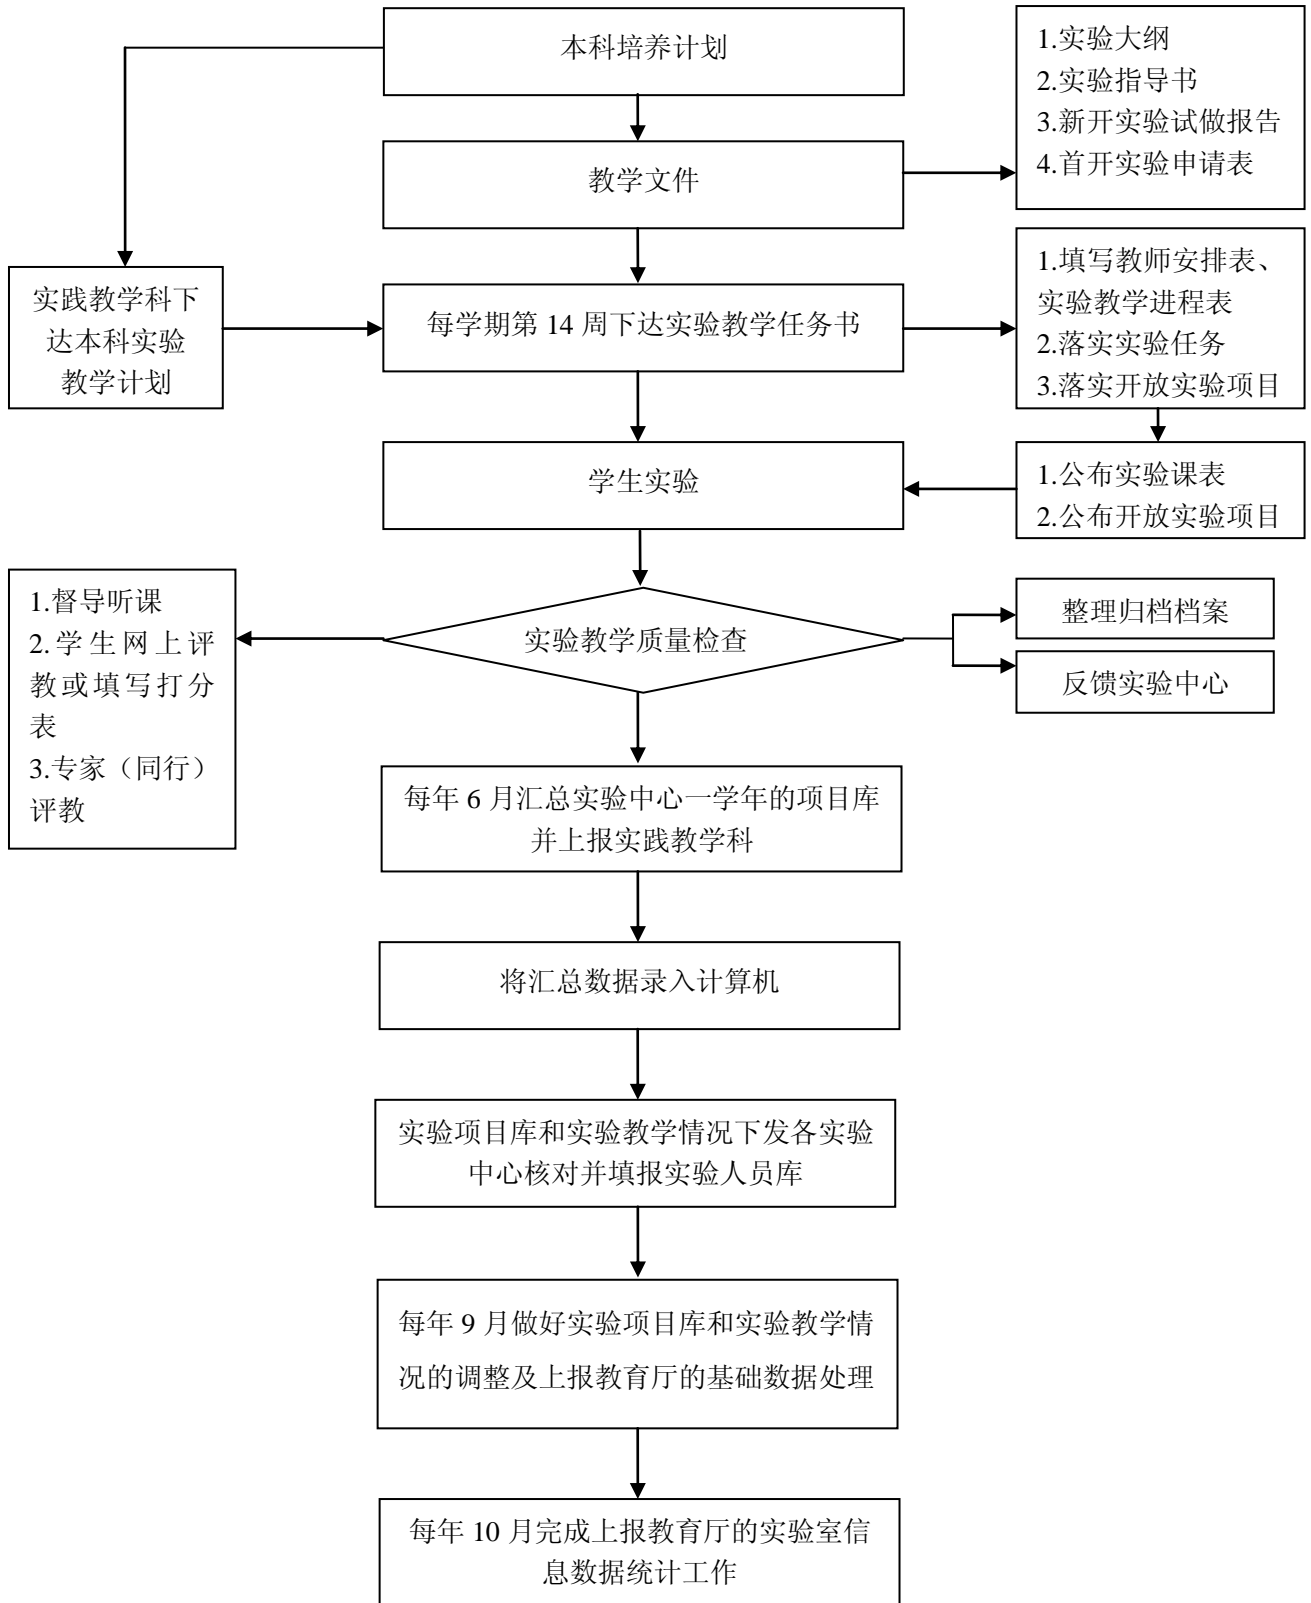 本科培养计划
1.实验大纲
2.实验指导书
3.新开实验试做报告
4.首开实验申请表
教学文件
实践教学科下
达本科实验
教学计划
每学期第 14 周下达实验教学任务书
1.填写教师安排表、
实验教学进程表
2.落实实验任务
3.落实开放实验项目
学生实验
1.公布实验课表
2.公布开放实验项目
1.督导听课
2.学生网上评
教或填写打分
表
3.专家（同行）
评教
实验教学质量检查
整理归档档案
反馈实验中心
每年 6 月汇总实验中心一学年的项目库
并上报实践教学科
将汇总数据录入计算机
实验项目库和实验教学情况下发各实验
中心核对并填报实验人员库
每年 9 月做好实验项目库和实验教学情
况的调整及上报教育厅的基础数据处理
每年 10 月完成上报教育厅的实验室信
息数据统计工作